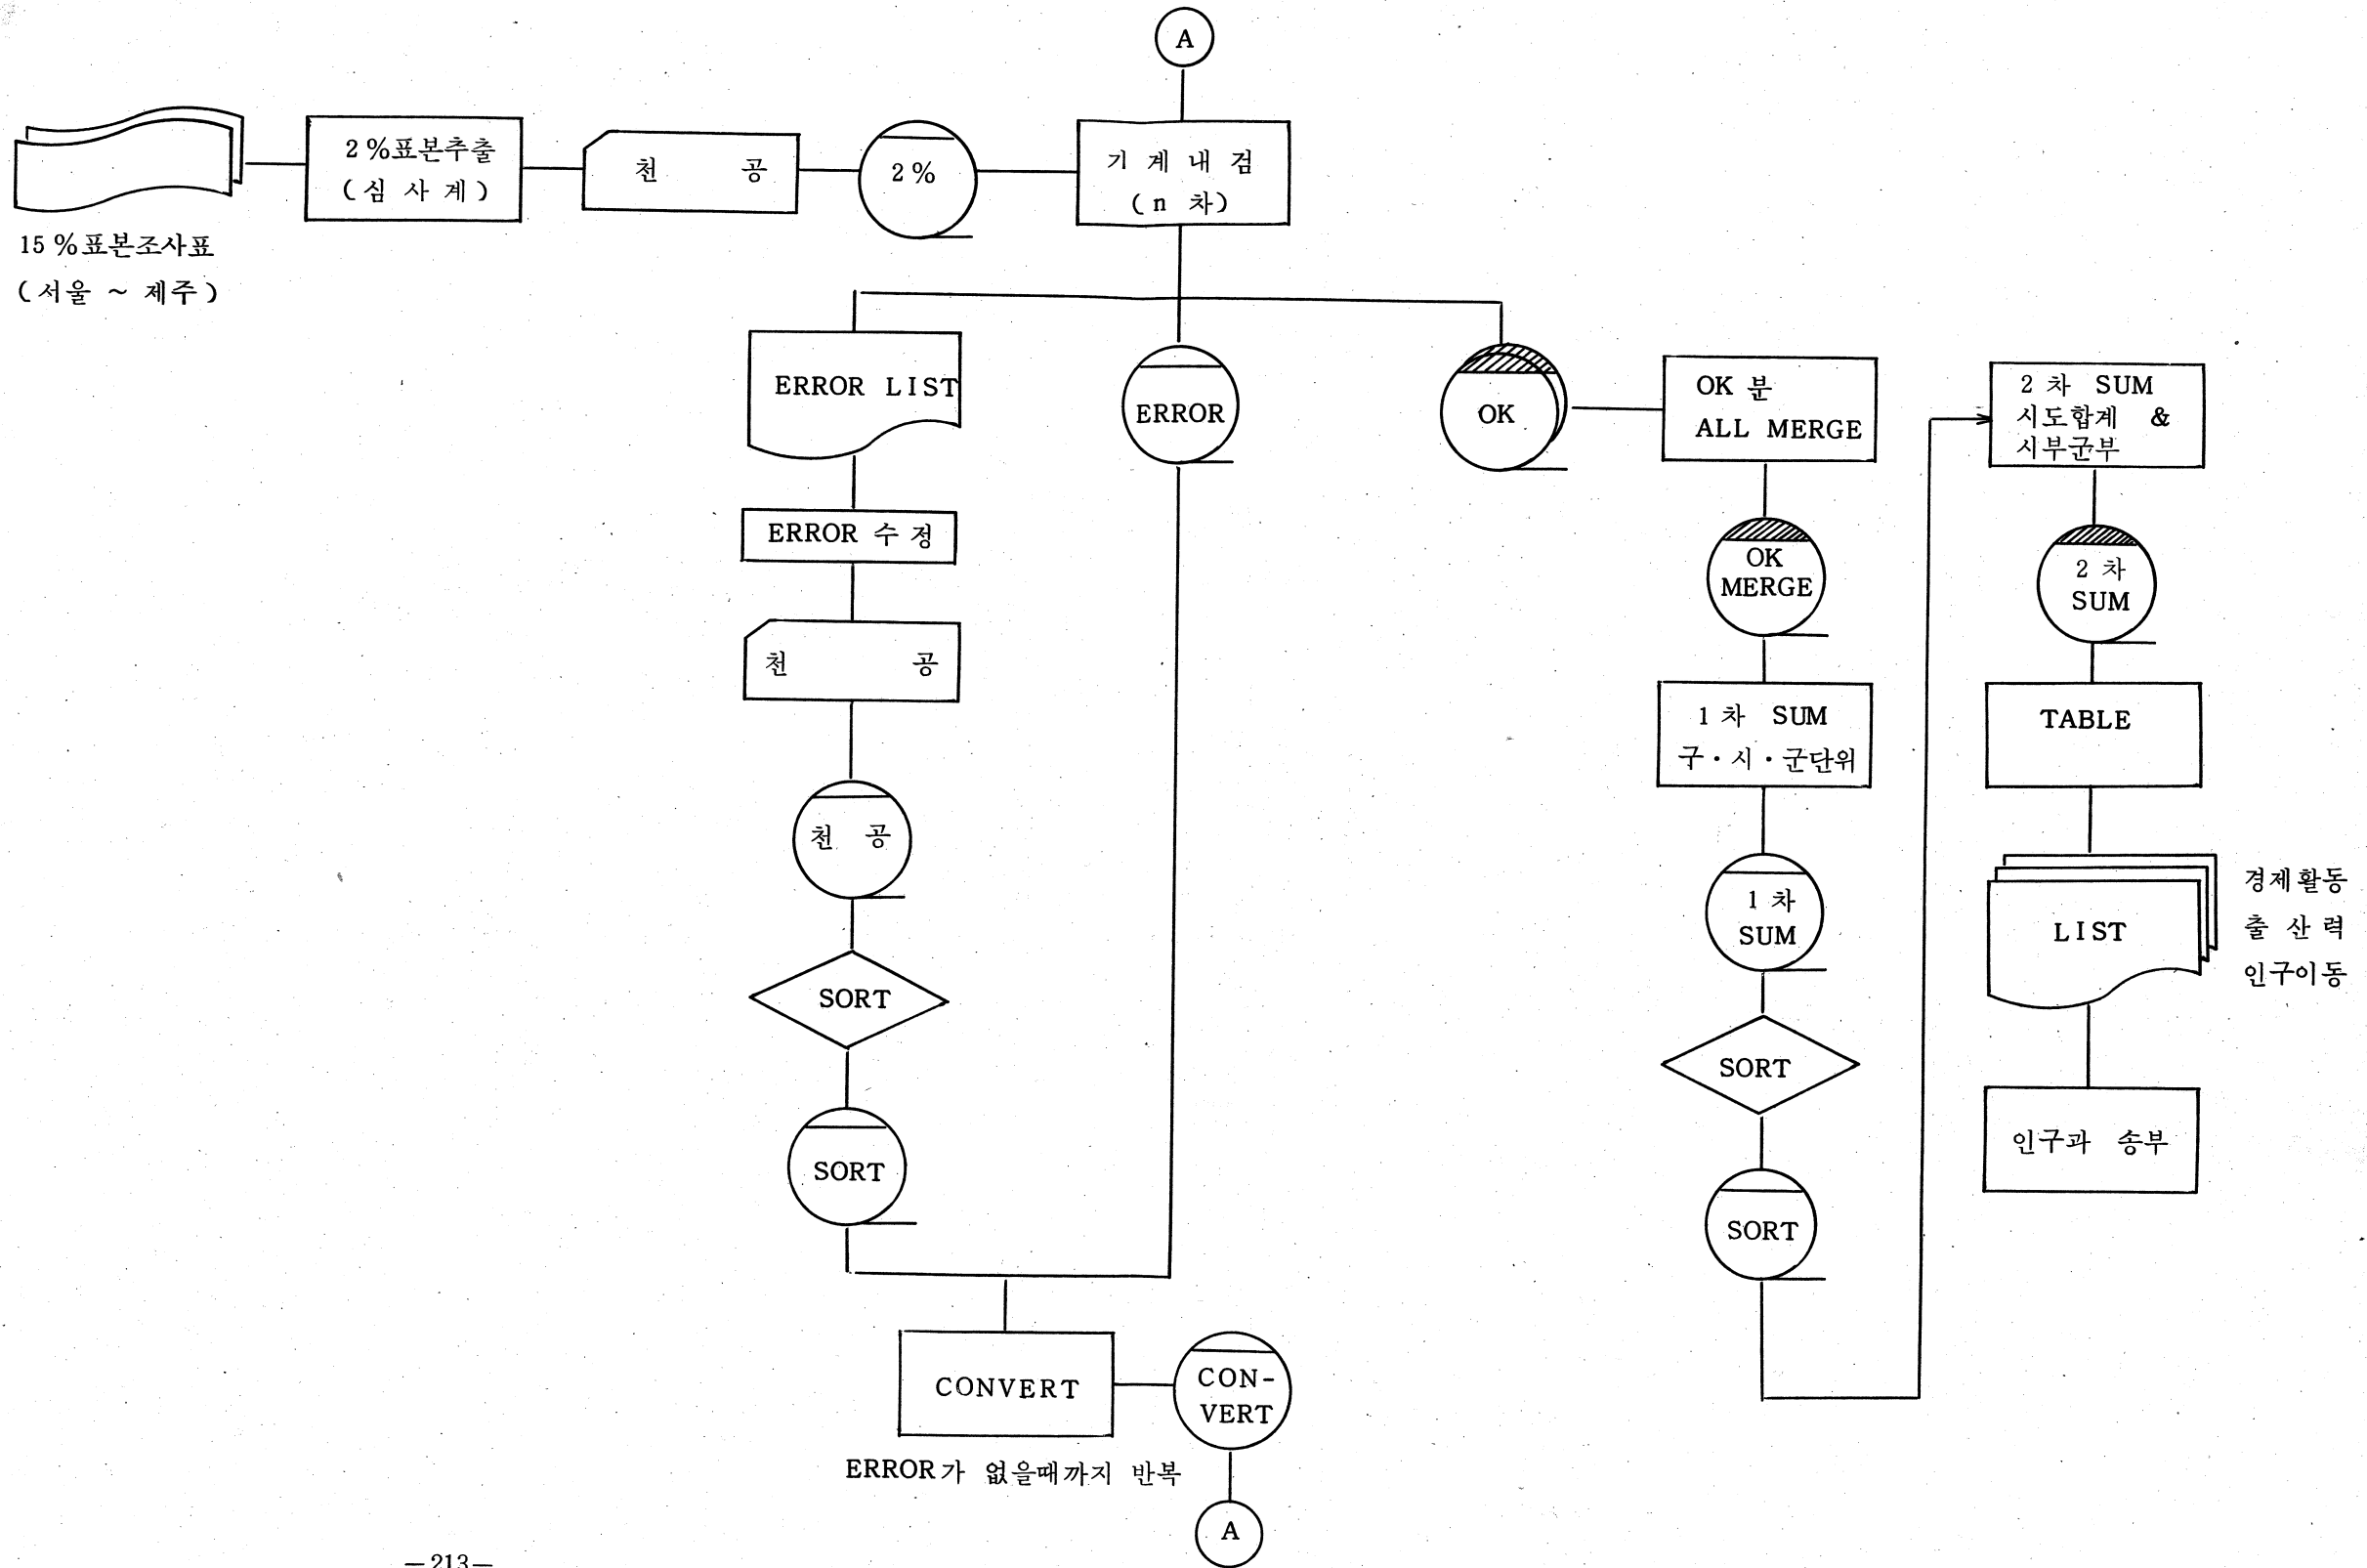 A
15%표본조사표
(서울 ~ 제주)
2%표본추출
(심 사 계)
천 공
2%
기 계 내 검
(n 차)
ERROR LIST
ERROR 수 정
천 공
천 공
SORT
SORT
ERROR
CONVERT
CON-
VERT
ERROR가 없을때까지 반복
A
OK
OK 분
ALL MERGE
OK
MERGE
1 차 SUM
구·시·군단위
1 차
SUM
SORT
SORT
2 차 SUM
시도합계 &
시부군부
2 차
SUM
TABLE
LIST
경제활동
출 산 력
인구이동
인구과 송부
—213—